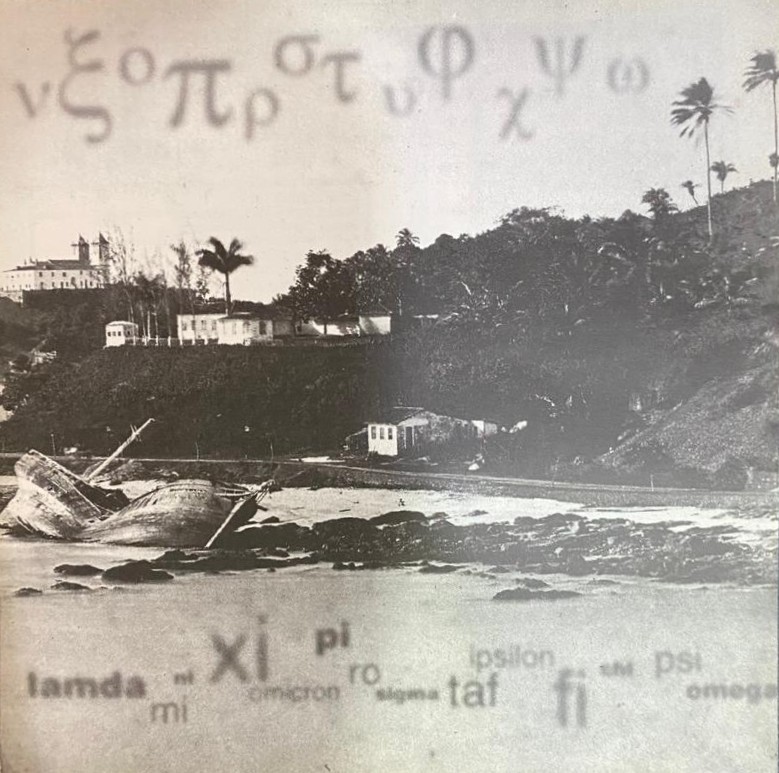 ν ξ ο π ρ σ τ υ φ χ ψ ω
lamda mi ni xi omicron pi ro sigma taf ipsilon fi chi psi omega